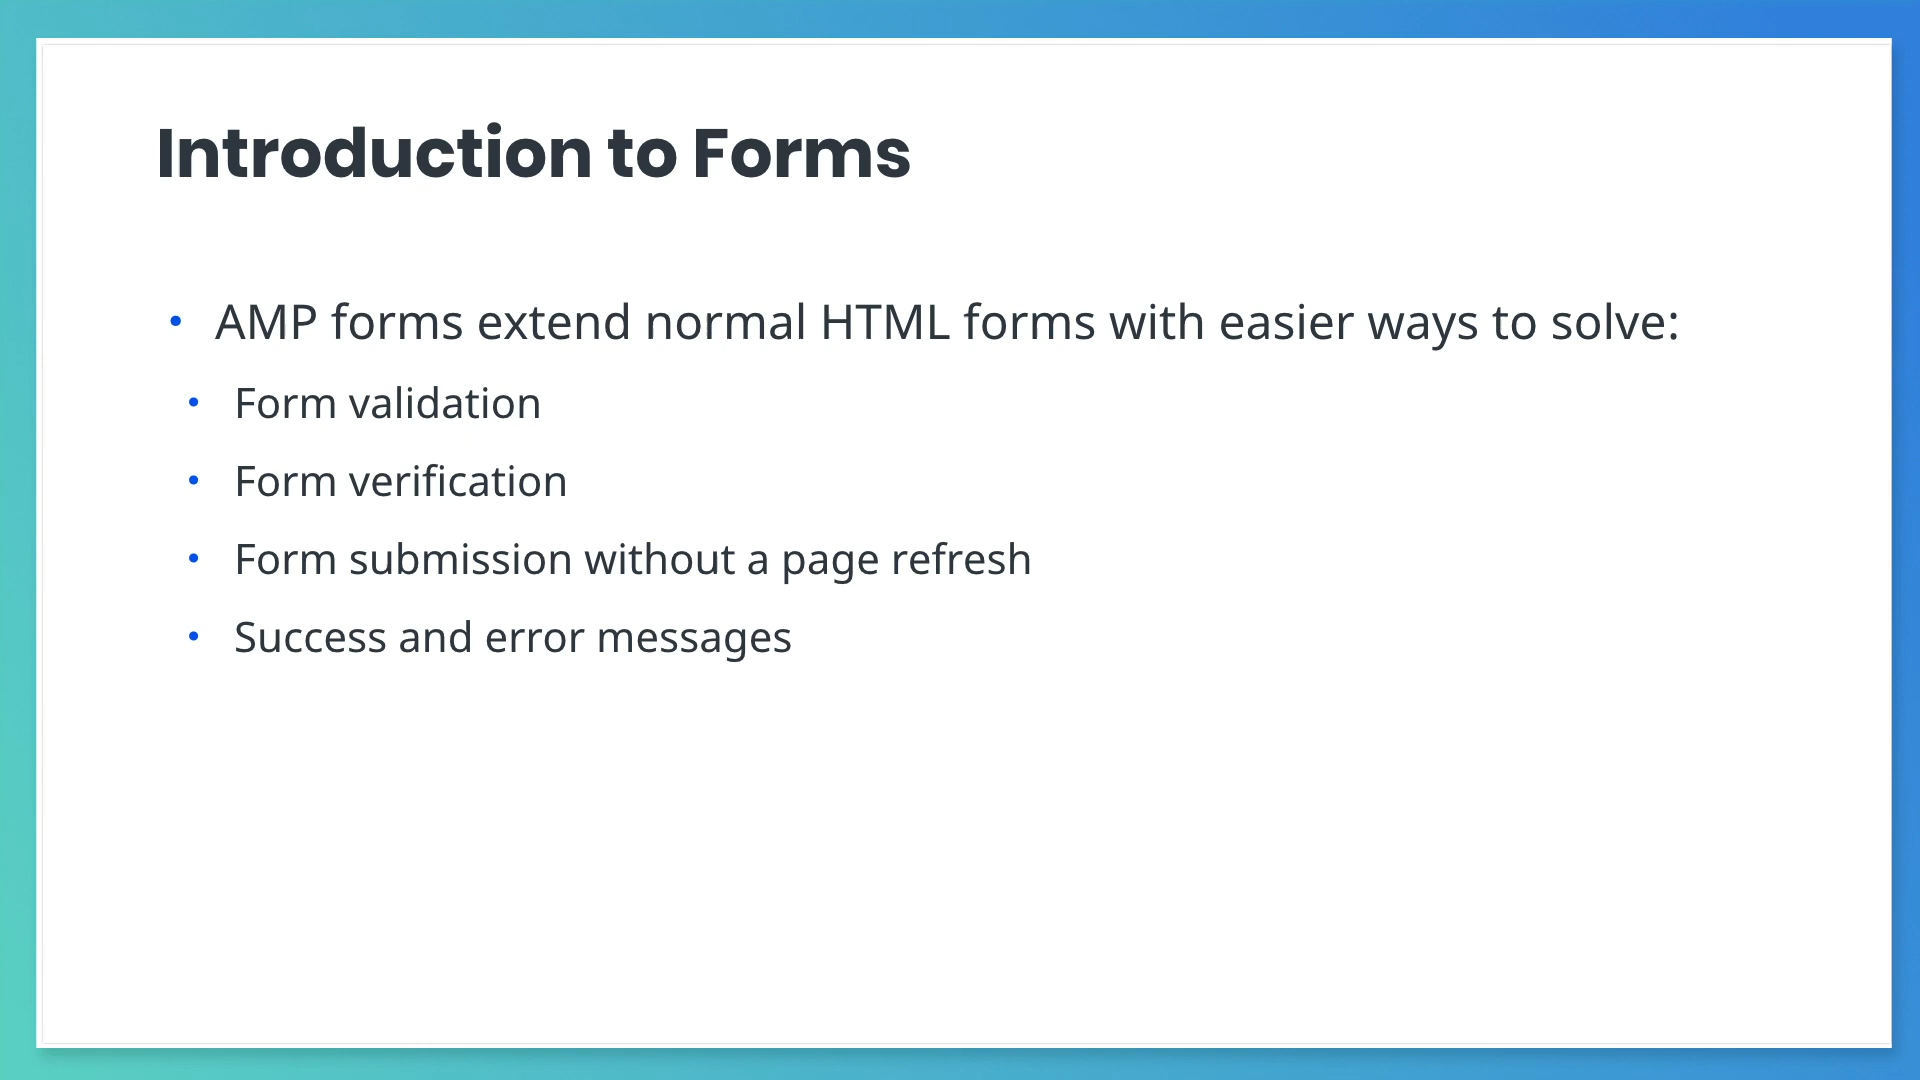 Introduction to Forms
• AMP forms extend normal HTML forms with easier ways to solve:
• Form validation
• Form verification
• Form submission without a page refresh
• Success and error messages